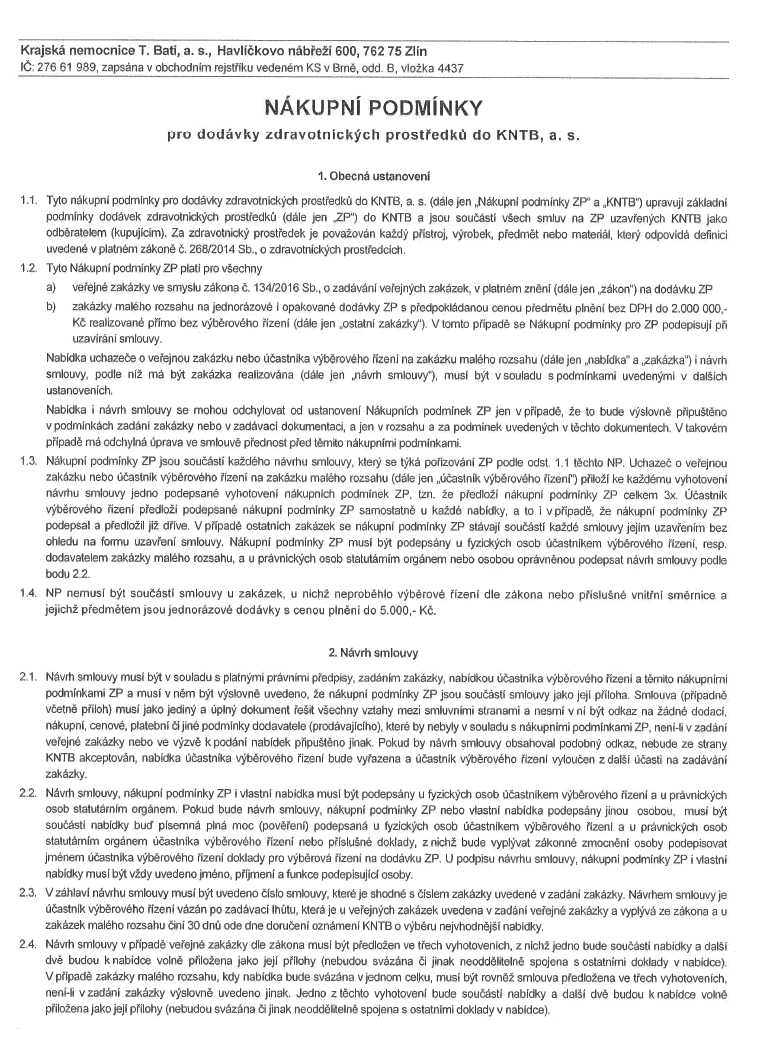 Krajská nemocnice T. Bati, a. s., Havlíčkovo nábřeží 600, 762 75 Zlín
IČ: 276 61 989, zapsána v obchodním rejstříku vedeném KS v Brně, odd. B, vložka 4437
NÁKUPNÍ PODMÍNKY
pro dodávky zdravotnických prostředků do KNTB, a. s.
1. Obecná ustanovení
1.1. Tyto nákupní podmínky pro dodávky zdravotnických prostředků do KNTB, a. s. (dále jen „Nákupní podmínky ZP“ a „KNTB“) upravují základní
podmínky dodávek zdravotnických prostředků (dále jen „ZP“) do KNTB a jsou součástí všech smluv na ZP uzavřených KNTB jako
odběratelem (kupujícím). Za zdravotnický prostředek je považován každý přístroj, výrobek, předmět nebo materiál, který odpovídá definici
uvedené v platném zákoně č. 268/2014 Sb., o zdravotnických prostředcích.
1.2. Tyto Nákupní podmínky ZP platí pro všechny
a) veřejné zakázky ve smyslu zákona č. 134/2016 Sb., o zadávání veřejných zakázek, v platném znění (dále jen „zákon“) na dodávku ZP
b) zakázky malého rozsahu na jednorázové i opakované dodávky ZP s předpokládanou cenou předmětu plnění bez DPH do 2.000 000,-
Kč realizované přímo bez výběrového řízení (dále jen „ostatní zakázky“). V tomto případě se Nákupní podmínky pro ZP podepisují při
uzavírání smlouvy.
Nabídka uchazeče o veřejnou zakázku nebo účastníka výběrového řízení na zakázku malého rozsahu (dále jen „nabídka“ a „zakázka“) i návrh
smlouvy, podle níž má být zakázka realizována (dále jen „návrh smlouvy“), musí být v souladu s podmínkami uvedenými v dalších
ustanoveních.
Nabídka i návrh smlouvy se mohou odchylovat od ustanovení Nákupních podmínek ZP jen v případě, že to bude výslovně připuštěno
v podmínkách zadání zakázky nebo v zadávací dokumentaci, a jen v rozsahu a za podmínek uvedených v těchto dokumentech. V takovém
případě má odchylná úprava ve smlouvě přednost před těmito nákupními podmínkami.
1.3. Nákupní podmínky ZP jsou součástí každého návrhu smlouvy, který se týká pořizování ZP podle odst. 1.1 těchto NP. Uchazeč o veřejnou
zakázku nebo účastník výběrového řízení na zakázku malého rozsahu (dále jen „účastník výběrového řízení“) přiloží ke každému vyhotovení
návrhu smlouvy jedno podepsané vyhotovení nákupních podmínek ZP, tzn. že předloží nákupní podmínky ZP celkem 3x. Účastník
výběrového řízení předloží podepsané nákupní podmínky ZP samostatně u každé nabídky, a to i v případě, že nákupní podmínky ZP
podepsal a předložil již dříve. V případě ostatních zakázek se nákupní podmínky ZP stávají součástí každé smlouvy jejím uzavřením bez
ohledu na formu uzavření smlouvy. Nákupní podmínky ZP musí být podepsány u fyzických osob účastníkem výběrového řízení, resp.
dodavatelem zakázky malého rozsahu, a u právnických osob statutárním orgánem nebo osobou oprávněnou podepsat návrh smlouvy podle
bodu 2.2.
1.4. NP nemusí být součástí smlouvy u zakázek, u nichž neproběhlo výběrové řízení dle zákona nebo příslušné vnitřní směrnice a
jejichž předmětem jsou jednorázové dodávky s cenou plnění do 5.000,- Kč.
2. Návrh smlouvy
2.1. Návrh smlouvy musí být v souladu s platnými právními předpisy, zadáním zakázky, nabídkou účastníka výběrového řízení a těmito nákupními
podmínkami ZP a musí v něm být výslovně uvedeno, že nákupní podmínky ZP jsou součástí smlouvy jako její příloha. Smlouva (případně
včetně příloh) musí jako jediný a úplný dokument řešit všechny vztahy mezi smluvními stranami a nesmí v ní být odkaz na žádné dodací,
nákupní, cenové, platební či jiné podmínky dodavatele (prodávajícího), které by nebyly v souladu s nákupními podmínkami ZP, není-li v zadání
veřejné zakázky nebo ve výzvě k podání nabídek připuštěno jinak. Pokud by návrh smlouvy obsahoval podobný odkaz, nebude ze strany
KNTB akceptován, nabídka účastníka výběrového řízení bude vyřazena a účastník výběrového řízení vyloučen z další účasti na zadávání
zakázky.
2.2. Návrh smlouvy, nákupní podmínky ZP i vlastní nabídka musí být podepsány u fyzických osob účastníkem výběrového řízení a u právnických
osob statutárním orgánem. Pokud bude návrh smlouvy, nákupní podmínky ZP nebo vlastní nabídka podepsány jinou osobou, musí být
součástí nabídky buď písemná plná moc (pověření) podepsaná u fyzických osob účastníkem výběrového řízení a u právnických osob
statutárním orgánem účastníka výběrového řízení nebo příslušné doklady, z nichž bude vyplývat zákonné zmocnění osoby podepisovat
jménem účastníka výběrového řízení doklady pro výběrová řízení na dodávku ZP. U podpisu návrhu smlouvy, nákupní podmínky ZP i vlastní
nabídky musí být vždy uvedeno jméno, příjmení a funkce podepisující osoby.
2.3. V záhlaví návrhu smlouvy musí být uvedeno číslo smlouvy, které je shodné s číslem zakázky uvedené v zadání zakázky. Návrhem smlouvy je
účastník výběrového řízení vázán po zadávací lhůtu, která je u veřejných zakázek uvedena v zadání veřejné zakázky a vyplývá ze zákona a u
zakázek malého rozsahu činí 30 dnů ode dne doručení oznámení KNTB o výběru nejvhodnější nabídky.
2.4. Návrh smlouvy v případě veřejné zakázky dle zákona musí být předložen ve třech vyhotoveních, z nichž jedno bude součástí nabídky a další
dvě budou k nabídce volně přiložena jako její přílohy (nebudou svázána či jinak neoddělitelně spojena s ostatními doklady v nabídce).
V případě zakázky malého rozsahu, kdy nabídka bude svázána v jednom celku, musí být rovněž smlouva předložena ve třech vyhotoveních,
není-li v zadání zakázky výslovně uvedeno jinak. Jedno z těchto vyhotovení bude součástí nabídky a další dvě budou k nabídce volně
přiložena jako její přílohy (nebudou svázána či jinak neoddělitelně spojena s ostatními doklady v nabídce).